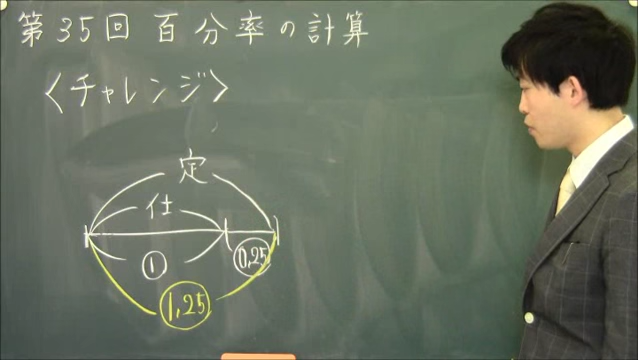 第35回 百分率の計算
〈チャレンジ〉
定
仕
① 0.25
1.25